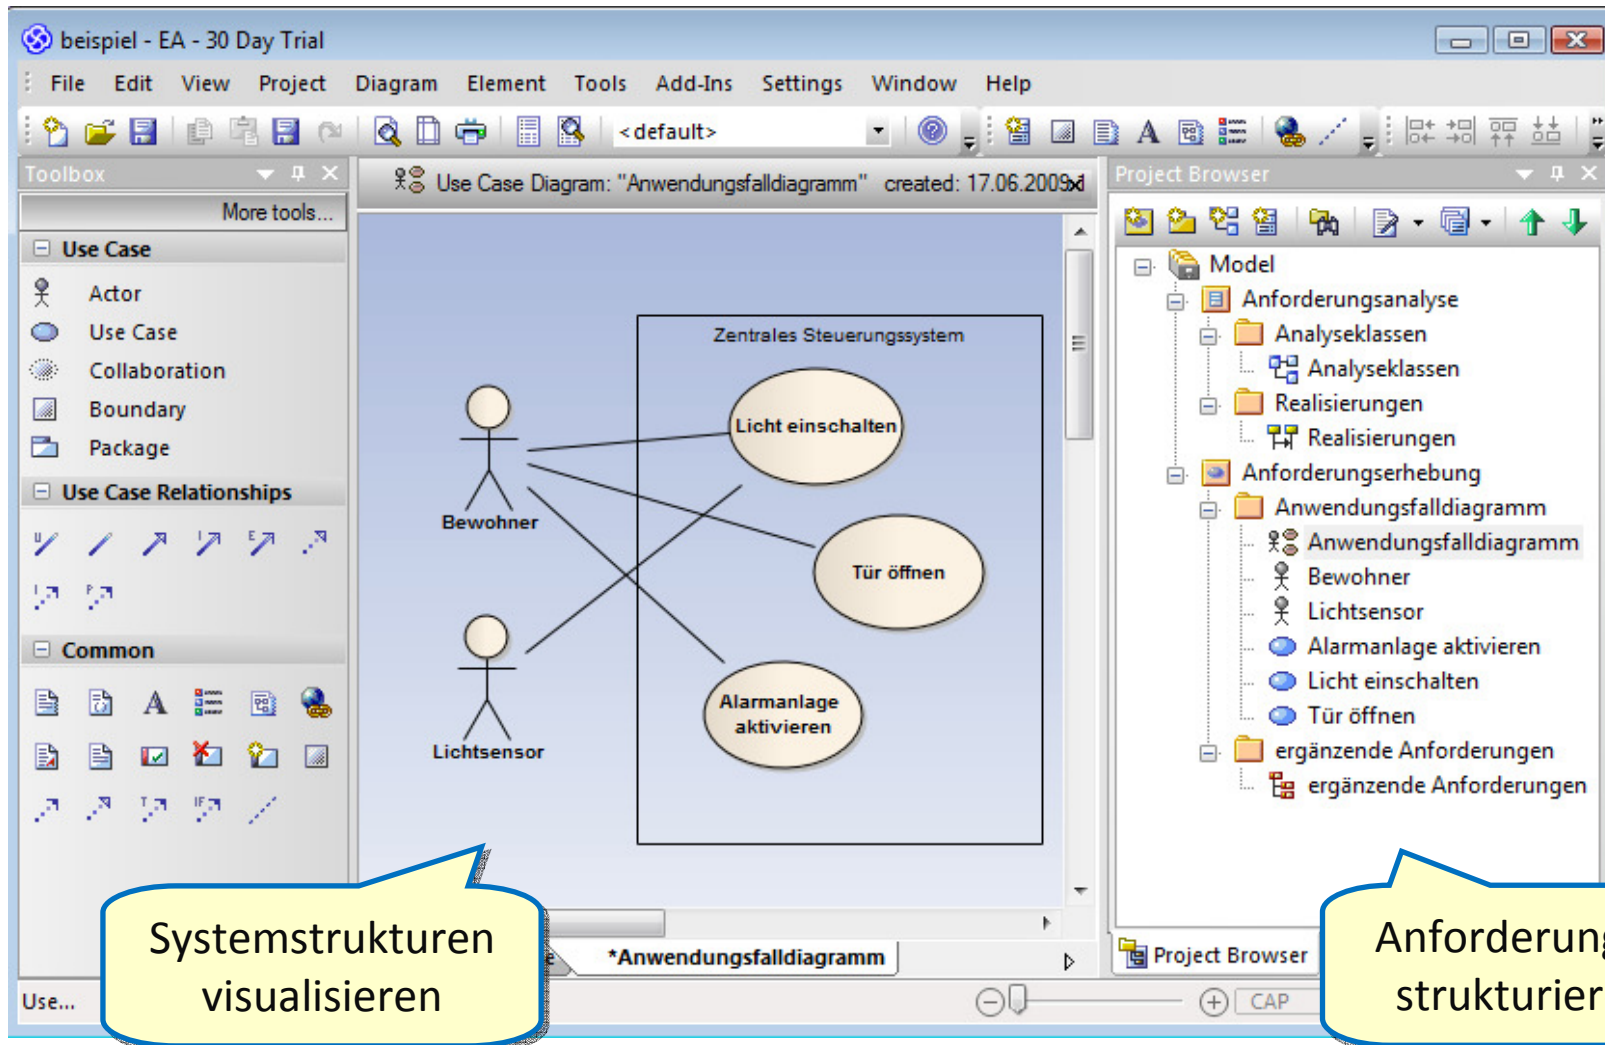 beispiel - EA - 30 Day Trial
File Edit View Project Diagram Element Tools Add-Ins Settings Window Help
<default>
Toolbox
More tools...
Use Case
Actor
Use Case
Collaboration
Boundary
Package
Use Case Relationships
Common
Use Case Diagram: "Anwendungsfalldiagramm" created: 17.06.2009
Zentrales Steuerungssystem
Licht einschalten
Bewohner
Tür öffnen
Alarmanlage
aktivieren
Lichtsensor
*Anwendungsfalldiagramm
Project Browser
Model
Anforderungsanalyse
Analyseklassen
Analyseklassen
Realisierungen
Realisierungen
Anforderungserhebung
Anwendungsfalldiagramm
Anwendungsfalldiagramm
Bewohner
Lichtsensor
Alarmanlage aktivieren
Licht einschalten
Tür öffnen
ergänzende Anforderungen
ergänzende Anforderungen
Project Browser
Systemstrukturen
visualisieren
Anforderung
strukturier
Use...
CAP